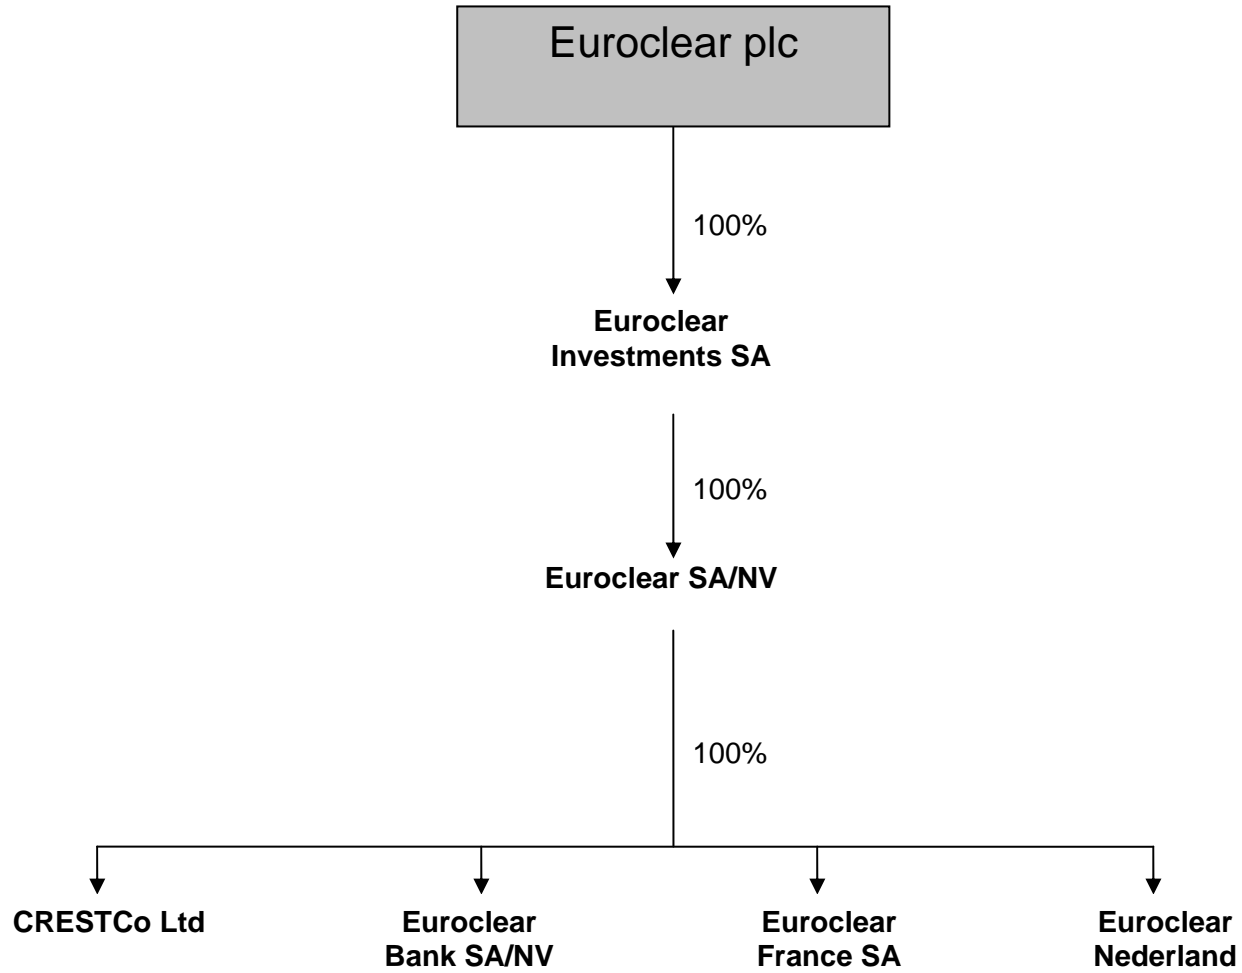 Euroclear plc
100%
Euroclear
Investments SA
100%
Euroclear SA/NV
100%
CRESTCo Ltd
Euroclear
Bank SA/NV
Euroclear
France SA
Euroclear
Nederland